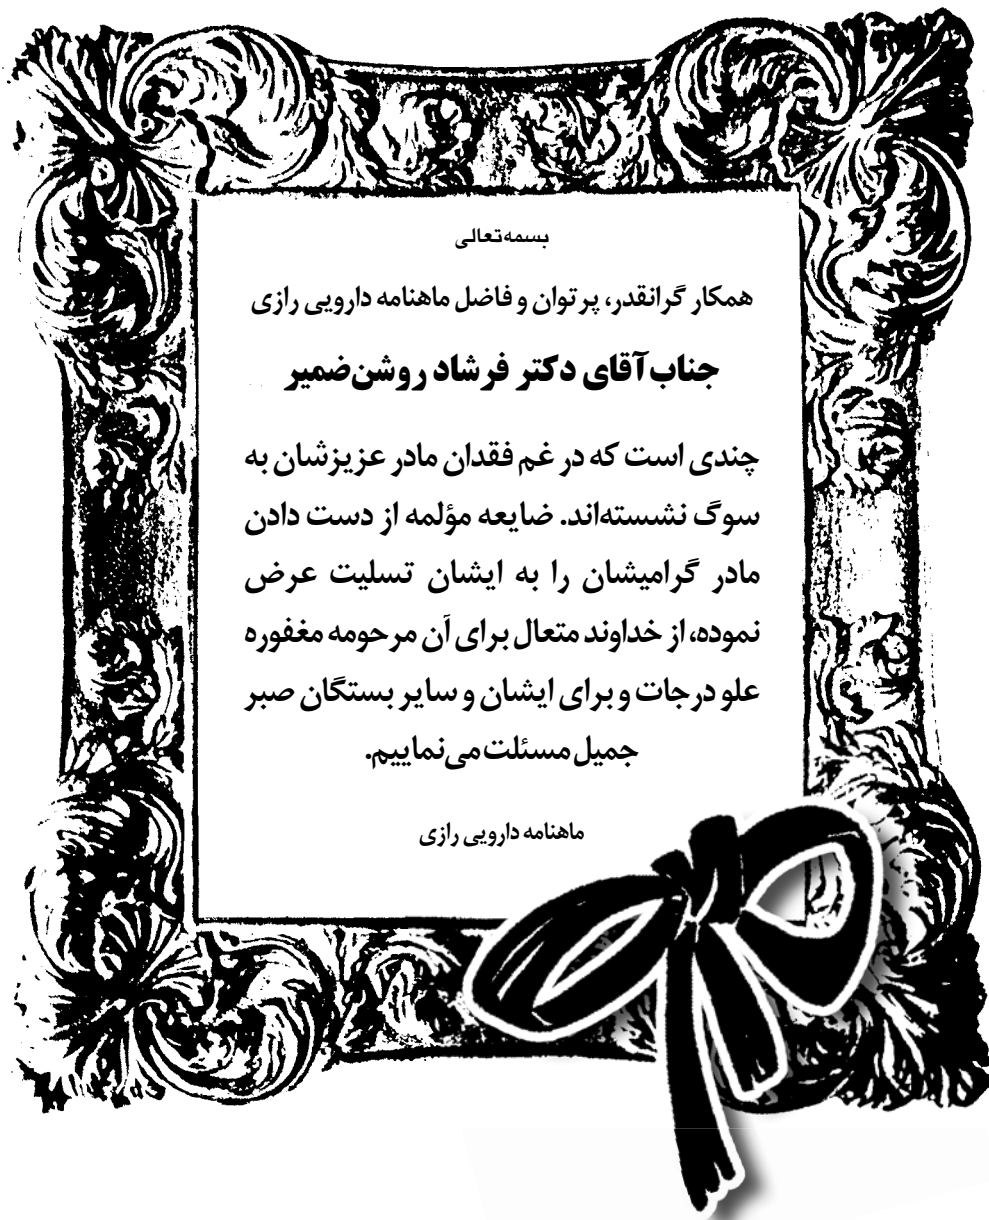 بسمه‌تعالی
همکار گرانقدر، پرتوان و فاضل ماهنامه دارویی رازی
جناب‌آقای دکتر فرشاد روشن‌ضمیر
چندی است که در غم فقدان مادر عزیزشان به
سوگ نشسته‌اند. ضایعه مؤلمه از دست دادن
مادر گرامیشان را به ایشان تسلیت عرض
نموده، از خداوند متعال برای آن مرحومه مغفوره
علو درجات و برای ایشان و سایر بستگان صبر
جمیل مسئلت می‌نماییم.
ماهنامه دارویی رازی